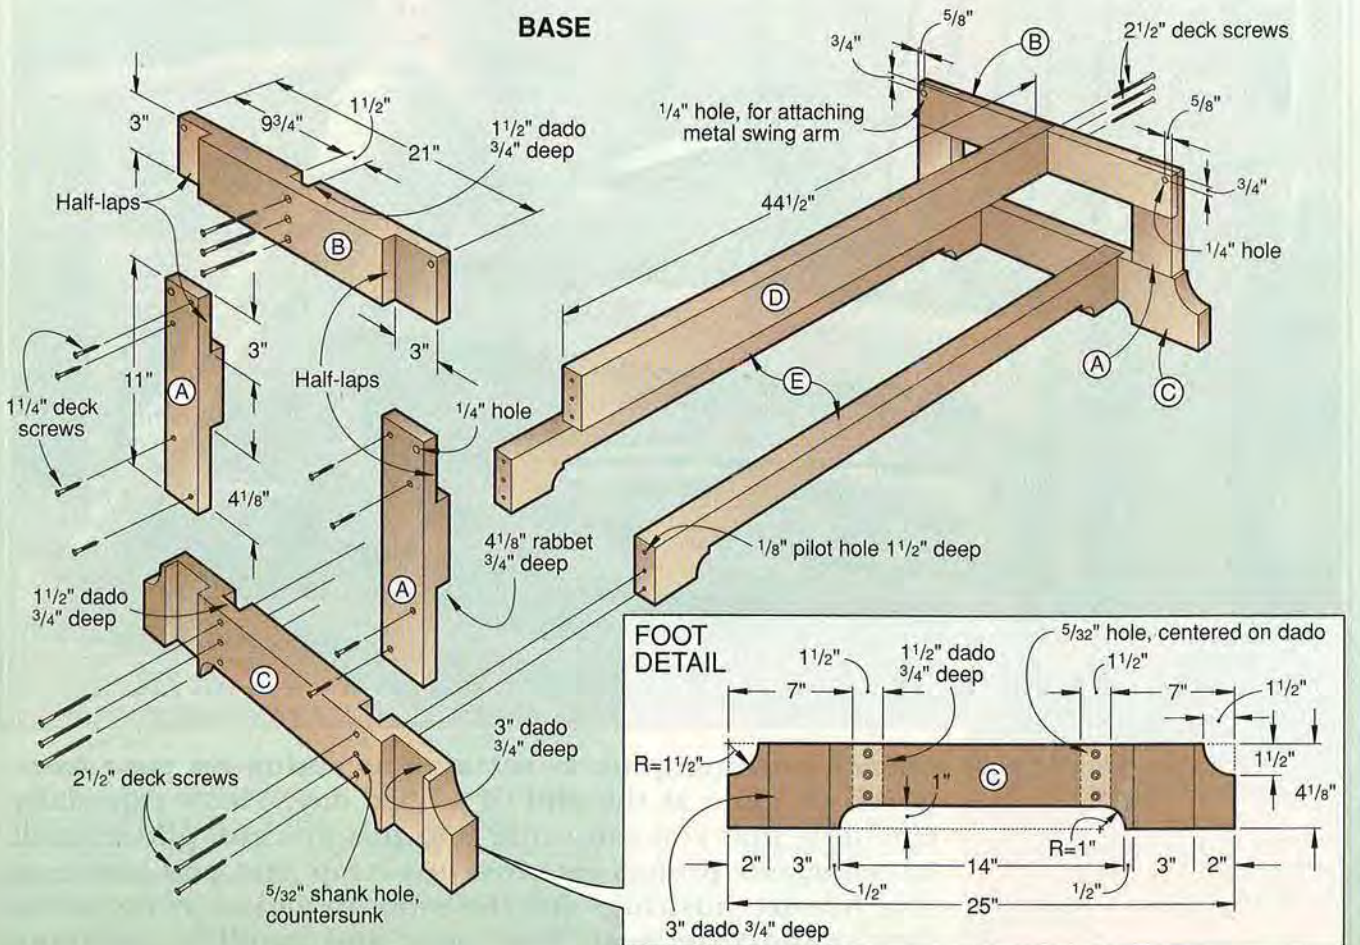 BASE
5/8"
B
2 1/2" deck screws
3/4"
1/4" hole, for attaching
metal swing arm
5/8"
3/4"
1/4" hole
44 1/2"
D
E
A
C
1/8" pilot hole 1 1/2" deep
3"
9 3/4"
1 1/2"
1 1/2" dado
3/4" deep
21"
Half-laps
B
3"
11"
A
3"
Half-laps
1 1/4" deck
screws
1/4" hole
4 1/8"
4 1/8" rabbet
3/4" deep
A
1 1/2" dado
3/4" deep
C
3" dado
3/4" deep
2 1/2" deck screws
5/32" shank hole,
countersunk
FOOT
DETAIL
5/32" hole, centered on dado
1 1/2"
1 1/2" dado
3/4" deep
1 1/2"
7"
7"
1 1/2"
R=1 1/2"
C
1"
1 1/2"
4 1/8"
R=1"
2"
3"
14"
3"
2"
1/2"
1/2"
25"
3" dado 3/4" deep